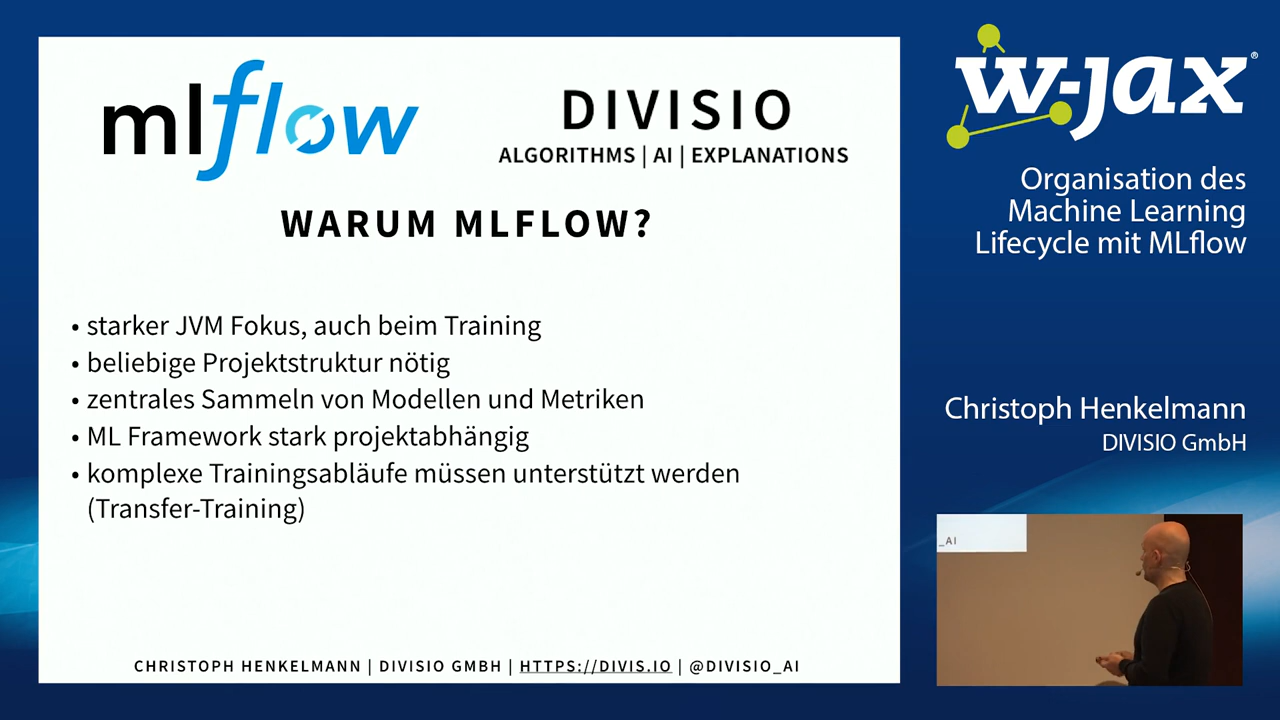 mlflow
DIVISIO
ALGORITHMS | AI | EXPLANATIONS
WARUM MLFLOW?
• starker JVM Fokus, auch beim Training
• beliebige Projektstruktur nötig
• zentrales Sammeln von Modellen und Metriken
• ML Framework stark projektabhängig
• komplexe Trainingsabläufe müssen unterstützt werden
(Transfer-Training)
CHRISTOPH HENKELMANN | DIVISIO GMBH | HTTPS://DIVIS.IO | @DIVISIO_AI
w-jax®
Organisation des
Machine Learning
Lifecycle mit MLflow
Christoph Henkelmann
DIVISIO GmbH
_AI